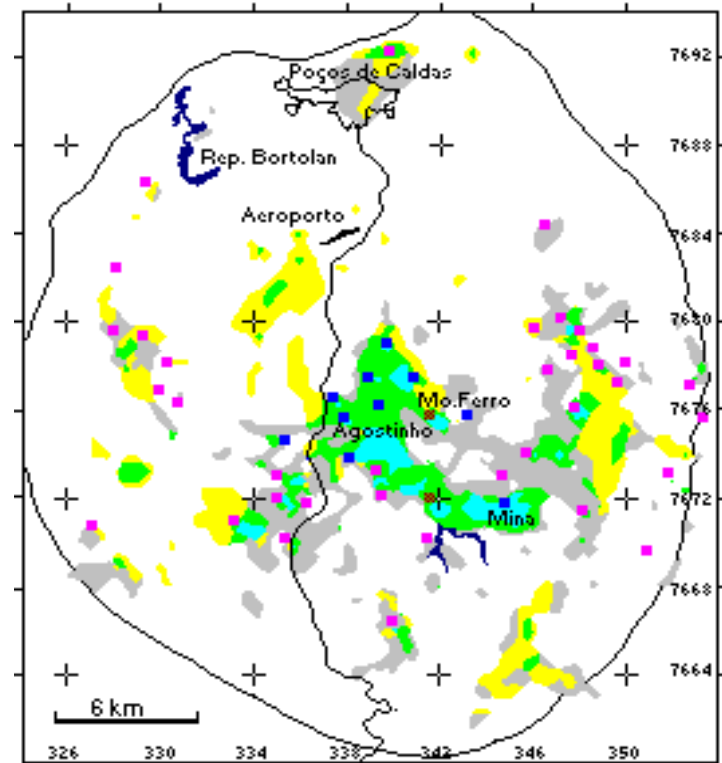 7692
Poços de Caldas
7688
Rep. Bortolan
Aeroporto
7684
7680
Mo.Ferro
7676
Agostinho
7672
Mina
7668
7664
6 km
326 330 334 338 342 346 350